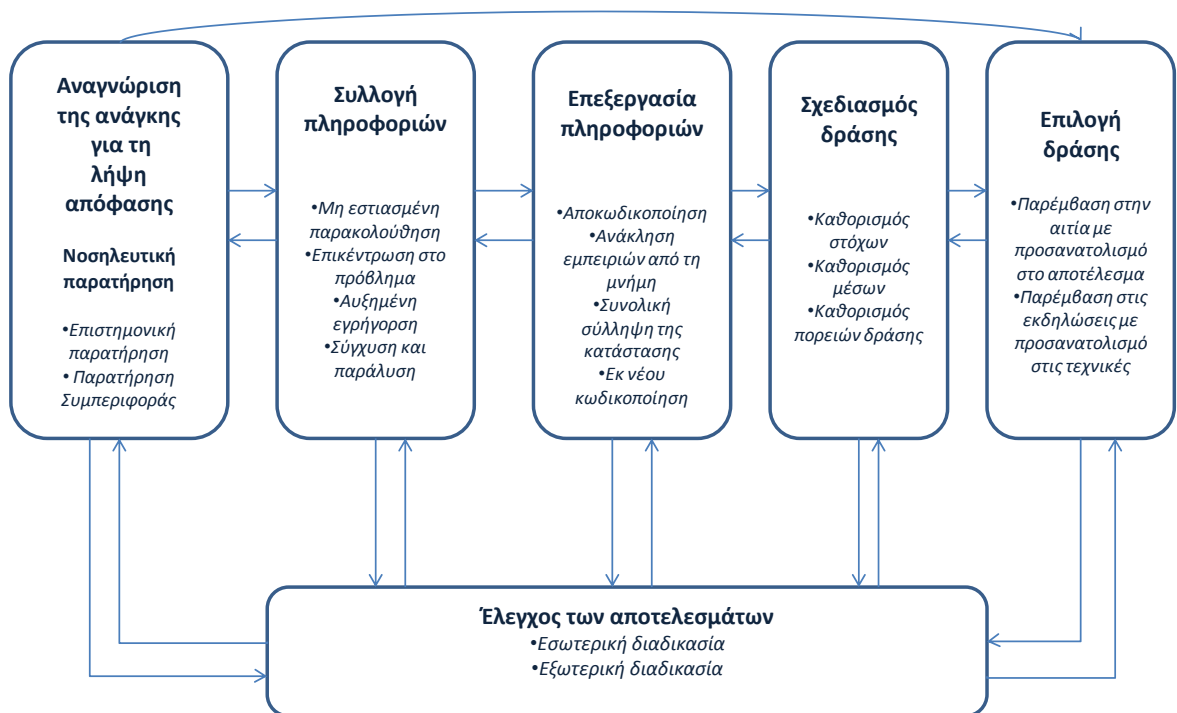 Αναγνώριση
της ανάγκης
για τη
λήψη
απόφασης
Νοσηλευτική
παρατήρηση
•Επιστημονική
παρατήρηση
• Παρατήρηση
Συμπεριφοράς
Συλλογή
πληροφοριών
•Μη εστιασμένη
παρακολούθηση
•Επικέντρωση στο
πρόβλημα
•Αυξημένη
εγρήγορση
•Σύγχυση και
παράλυση
Επεξεργασία
πληροφοριών
•Αποκωδικοποίηση
•Ανάκληση
εμπειριών από τη
μνήμη
•Συνολική
σύλληψη της
κατάστασης
•Εκ νέου
κωδικοποίηση
Σχεδιασμός
δράσης
•Καθορισμός
στόχων
•Καθορισμός
μέσων
•Καθορισμός
πορειών δράσης
Επιλογή
δράσης
•Παρέμβαση στην
αιτία με
προσανατολισμό
στο αποτέλεσμα
•Παρέμβαση στις
εκδηλώσεις με
προσανατολισμό
στις τεχνικές
Έλεγχος των αποτελεσμάτων
•Εσωτερική διαδικασία
•Εξωτερική διαδικασία